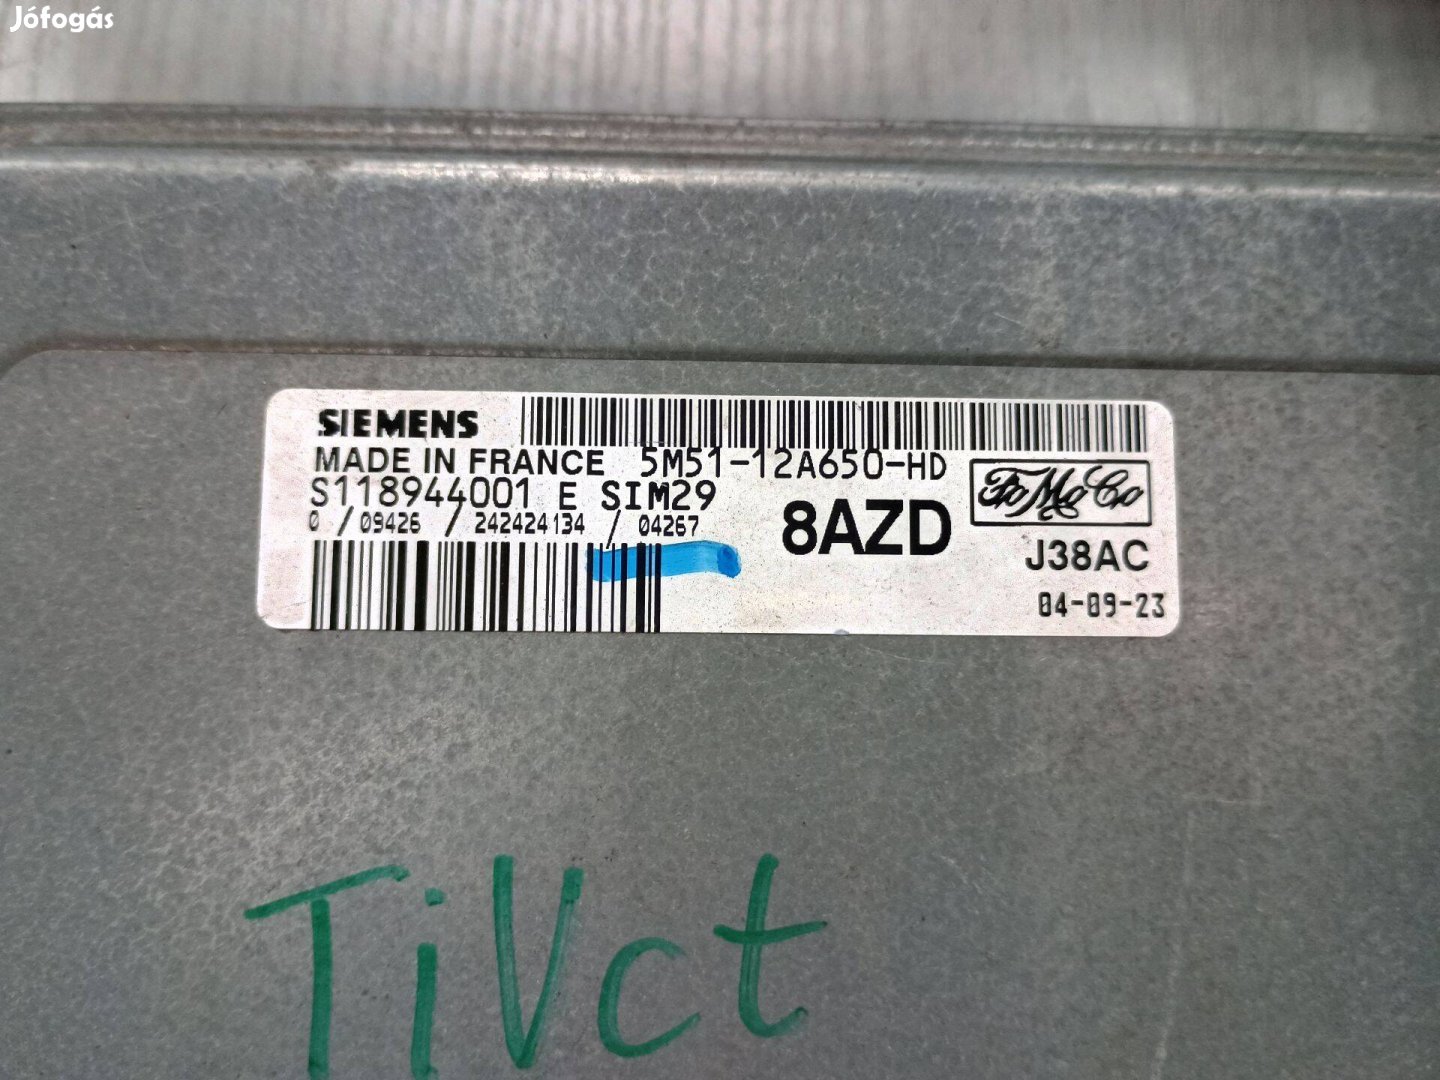 Jófogás
SIEMENS
MADE IN FRANCE 5M51-12A650-HD
S118944001 E SIM29
0 / 09426 / 242424134 / 04267
8AZD
FoMoCo
J38AC
04-09-23
TiVct